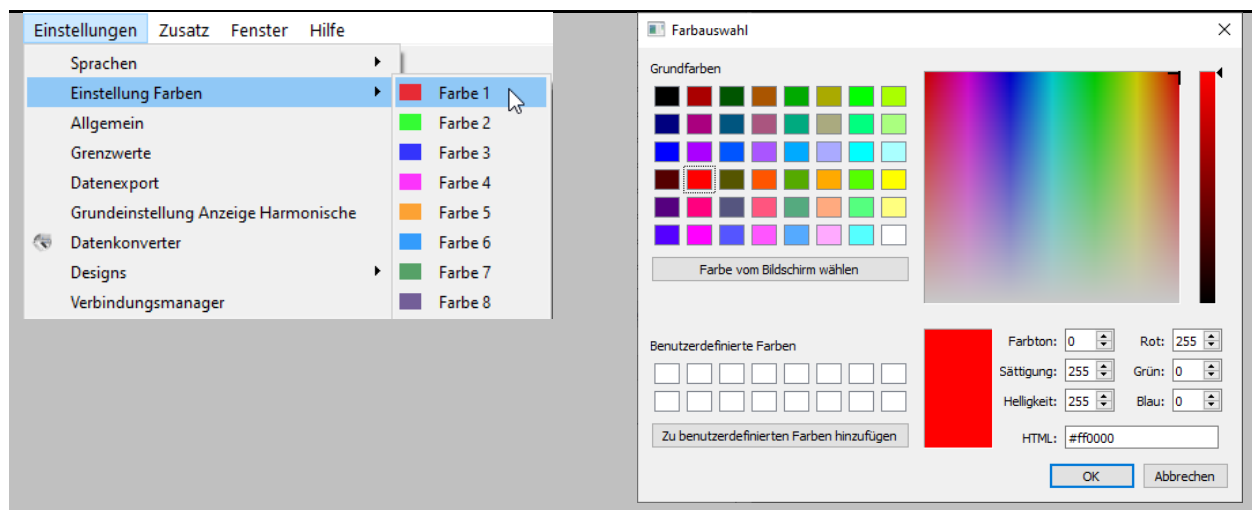 Einstellungen Zusatz Fenster Hilfe
Sprachen
Einstellung Farben
Allgemein
Grenzwerte
Datenexport
Grundeinstellung Anzeige Harmonische
Datenkonverter
Designs
Verbindungsmanager
Farbe 1
Farbe 2
Farbe 3
Farbe 4
Farbe 5
Farbe 6
Farbe 7
Farbe 8
Farbauswahl
Grundfarben
Farbe vom Bildschirm wählen
Benutzerdefinierte Farben
Zu benutzerdefinierten Farben hinzufügen
Farbton: 0 Rot: 255
Sättigung: 255 Grün: 0
Helligkeit: 255 Blau: 0
HTML: #ff0000
OK Abbrechen